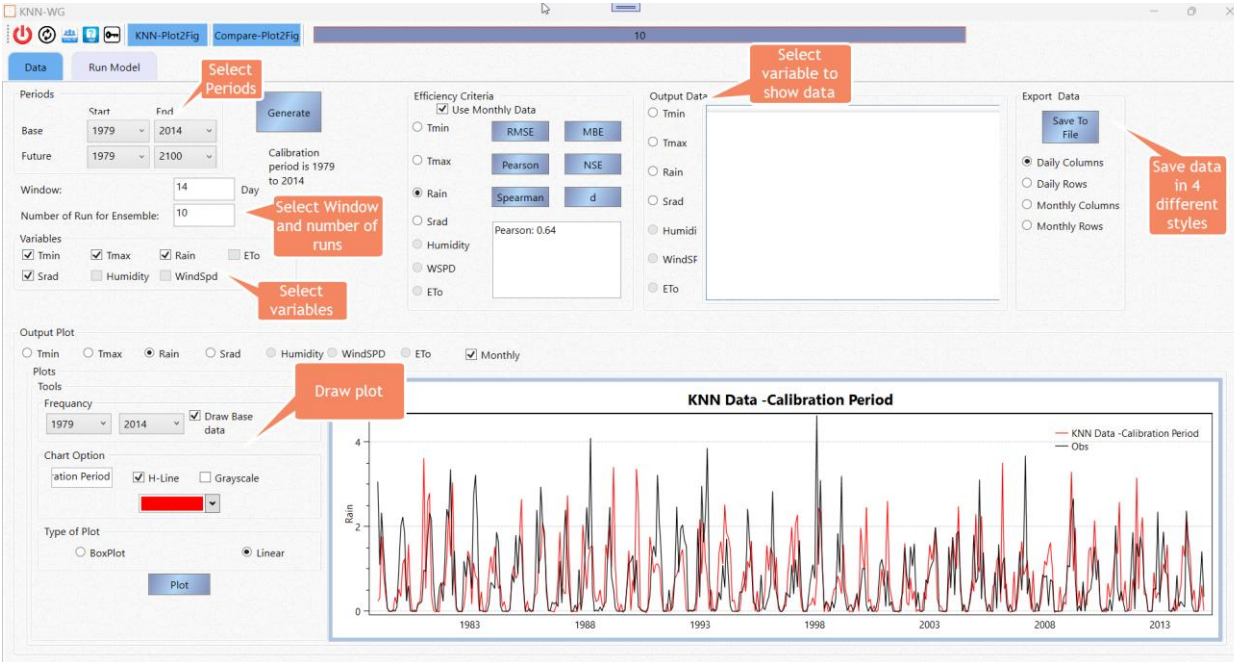 KNN-WG
KNN-Plot2Fig
Compare-Plot2Fig
10
Data
Run Model
Select
Periods
Select
variable to
show data
Periods
Start
End
Base
1979
2014
Future
1979
2100
Generate
Calibration
period is 1979
to 2014
Window:
14
Day
Number of Run for Ensemble:
10
Select Window
and number of
runs
Variables
Tmin
Tmax
Rain
ETo
Srad
Humidity
WindSpd
Select
variables
Efficiency Criteria
Use Monthly Data
Tmin
RMSE
MBE
Tmax
Pearson
NSE
Rain
Spearman
d
Srad
Pearson: 0.64
Humidity
WSPD
ETo
Output Data
Tmin
Tmax
Rain
Srad
Humidi
WindSF
ETo
Export Data
Save To
File
Daily Columns
Daily Rows
Monthly Columns
Monthly Rows
Save data
in 4
different
styles
Output Plot
Tmin
Tmax
Rain
Srad
Humidity
WindSPD
ETo
Monthly
Plots
Tools
Frequancy
1979
2014
Draw Base
data
Draw plot
Chart Option
ration Period
H-Line
Grayscale
Type of Plot
BoxPlot
Linear
Plot
KNN Data -Calibration Period
KNN Data -Calibration Period
Obs
Rain
4
2
0
1983
1988
1993
1998
2003
2008
2013